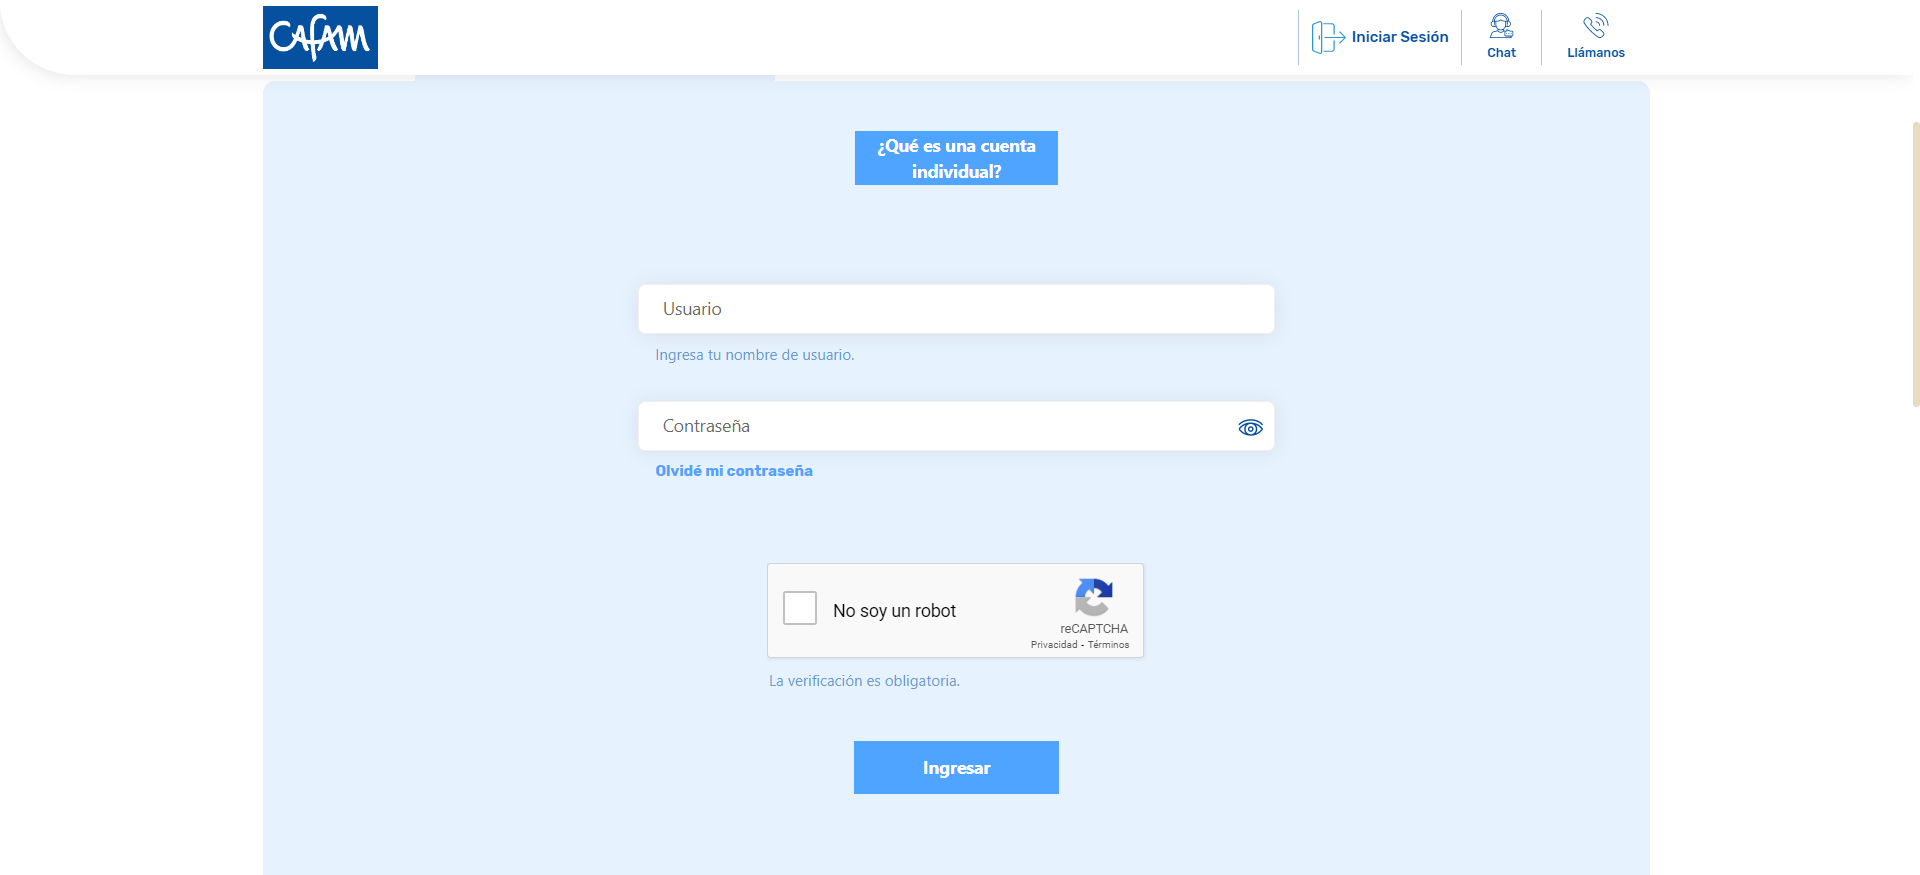 CAfAM
Iniciar Sesión
Chat
Llámanos
¿Qué es una cuenta
individual?
Usuario
Ingresa tu nombre de usuario.
Contraseña
Olvidé mi contraseña
No soy un robot
reCAPTCHA
Privacidad - Términos
La verificación es obligatoria.
Ingresar